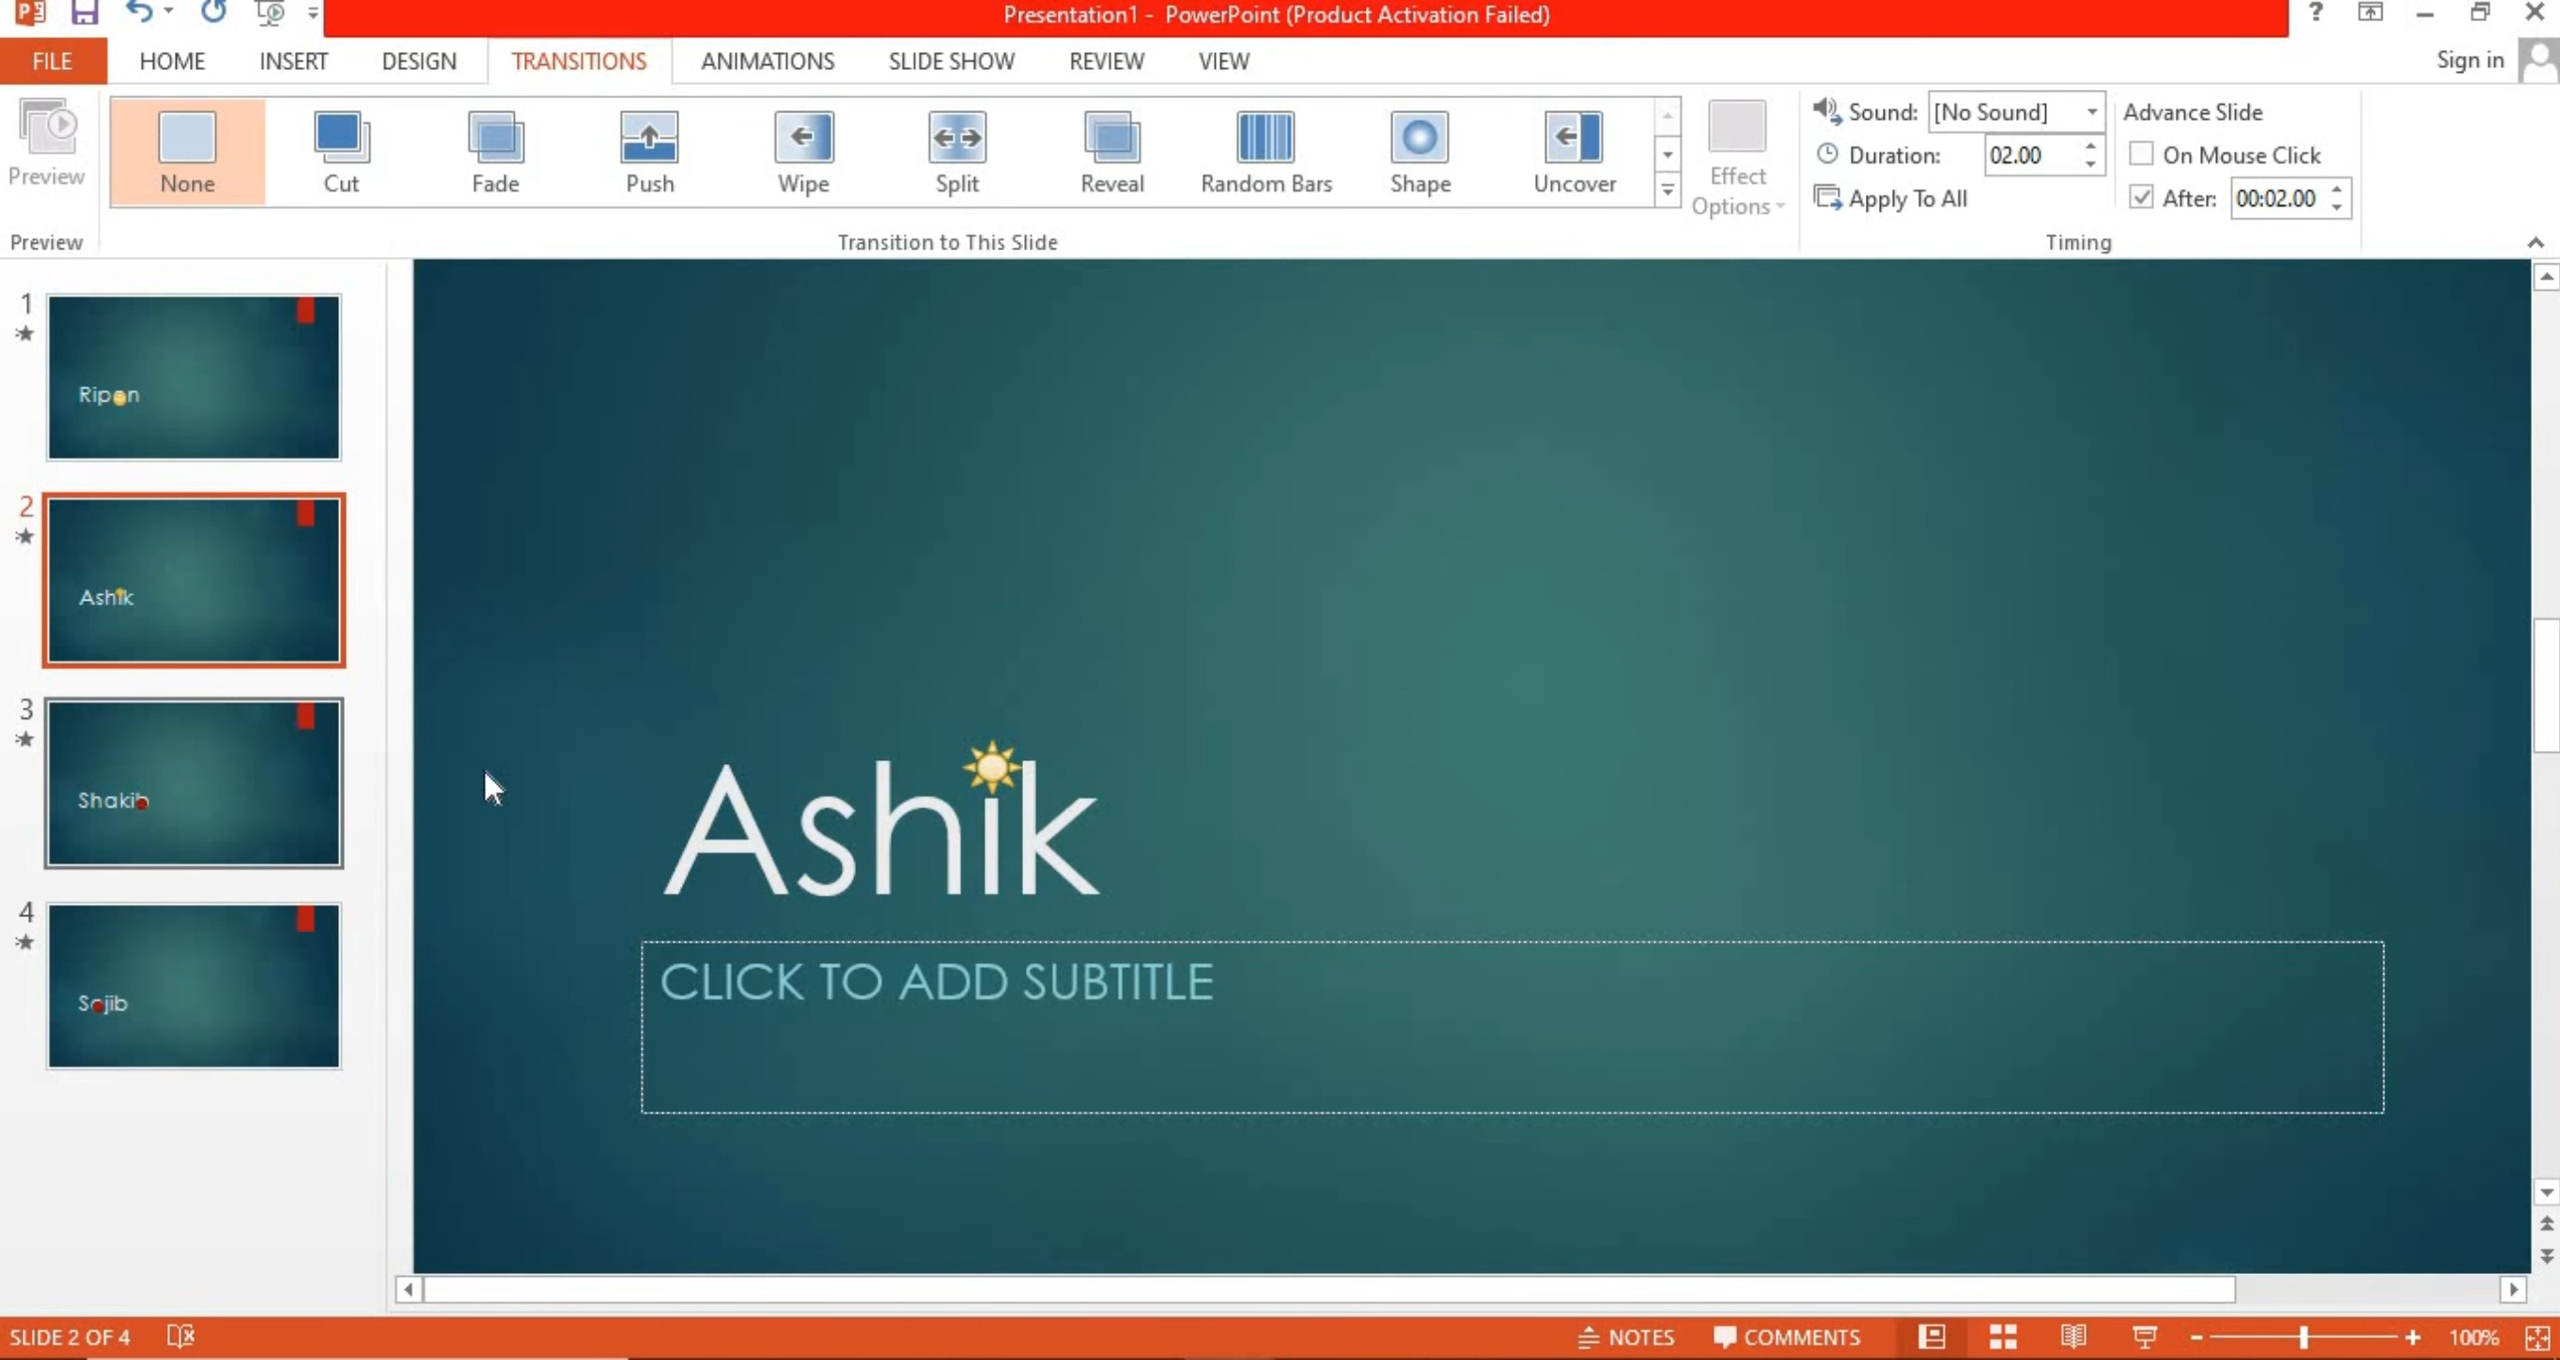 Presentation1 - PowerPoint (Product Activation Failed)
FILE HOME INSERT DESIGN TRANSITIONS ANIMATIONS SLIDE SHOW REVIEW VIEW Sign in
Preview
None Cut Fade Push Wipe Split Reveal Random Bars Shape Uncover
Effect Options
Sound: [No Sound]
Duration: 02.00
Apply To All
Advance Slide
On Mouse Click
After: 00:02.00
Preview Transition to This Slide Timing
1
Ripon
2
Ashik
3
Shakib
4
Sojib
Ashik
CLICK TO ADD SUBTITLE
SLIDE 2 OF 4 NOTES COMMENTS 100%